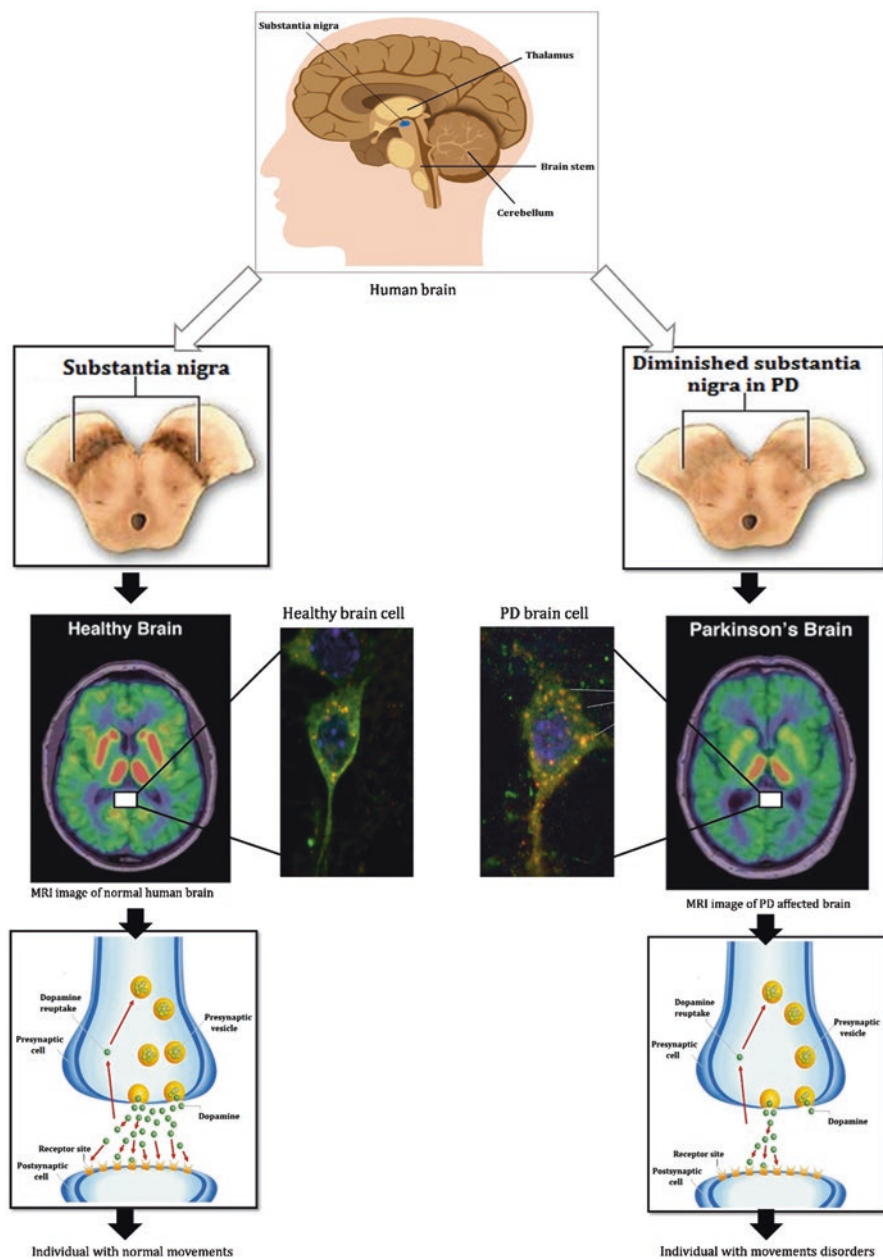 Substantia nigra
Thalamus
Brain stem
Cerebellum
Human brain
Substantia nigra
Diminished substantia
nigra in PD
Healthy Brain
Healthy brain cell
PD brain cell
Parkinson's Brain
MRI image of normal human brain
MRI image of PD affected brain
Dopamine
reuptake
Presynaptic
vesicle
Presynaptic
cell
Dopamine
Receptor site
Postsynaptic
cell
Dopamine
reuptake
Presynaptic
vesicle
Presynaptic
cell
Dopamine
Receptor site
Postsynaptic
cell
Individual with normal movements
Individual with movements disorders